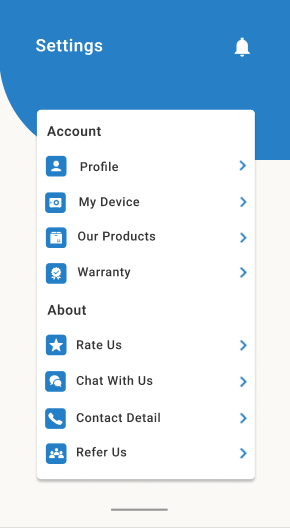 Settings
Account
Profile
My Device
Our Products
Warranty
About
Rate Us
Chat With Us
Contact Detail
Refer Us